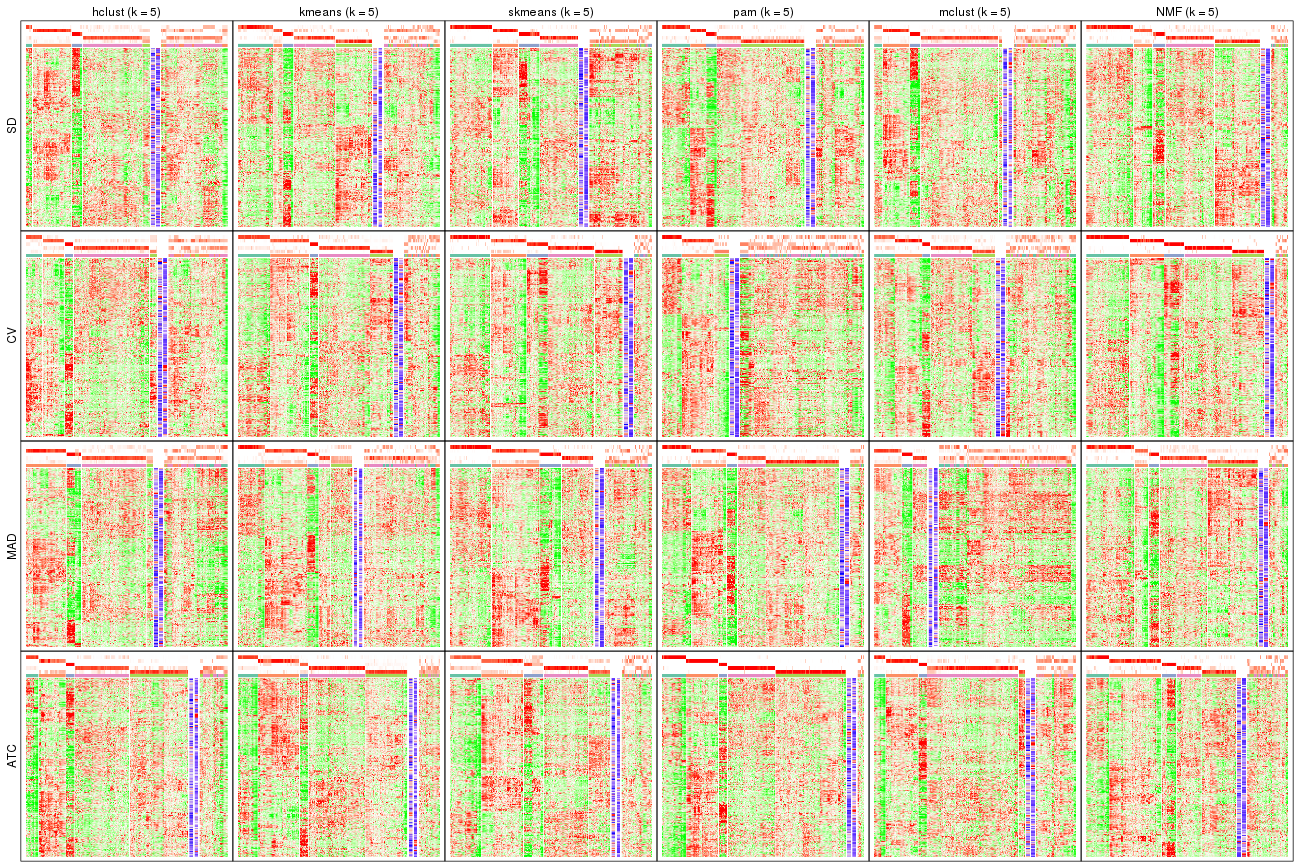 hclust (k = 5) kmeans (k = 5) skmeans (k = 5) pam (k = 5) mclust (k = 5) NMF (k = 5)
SD
CV
MAD
ATC